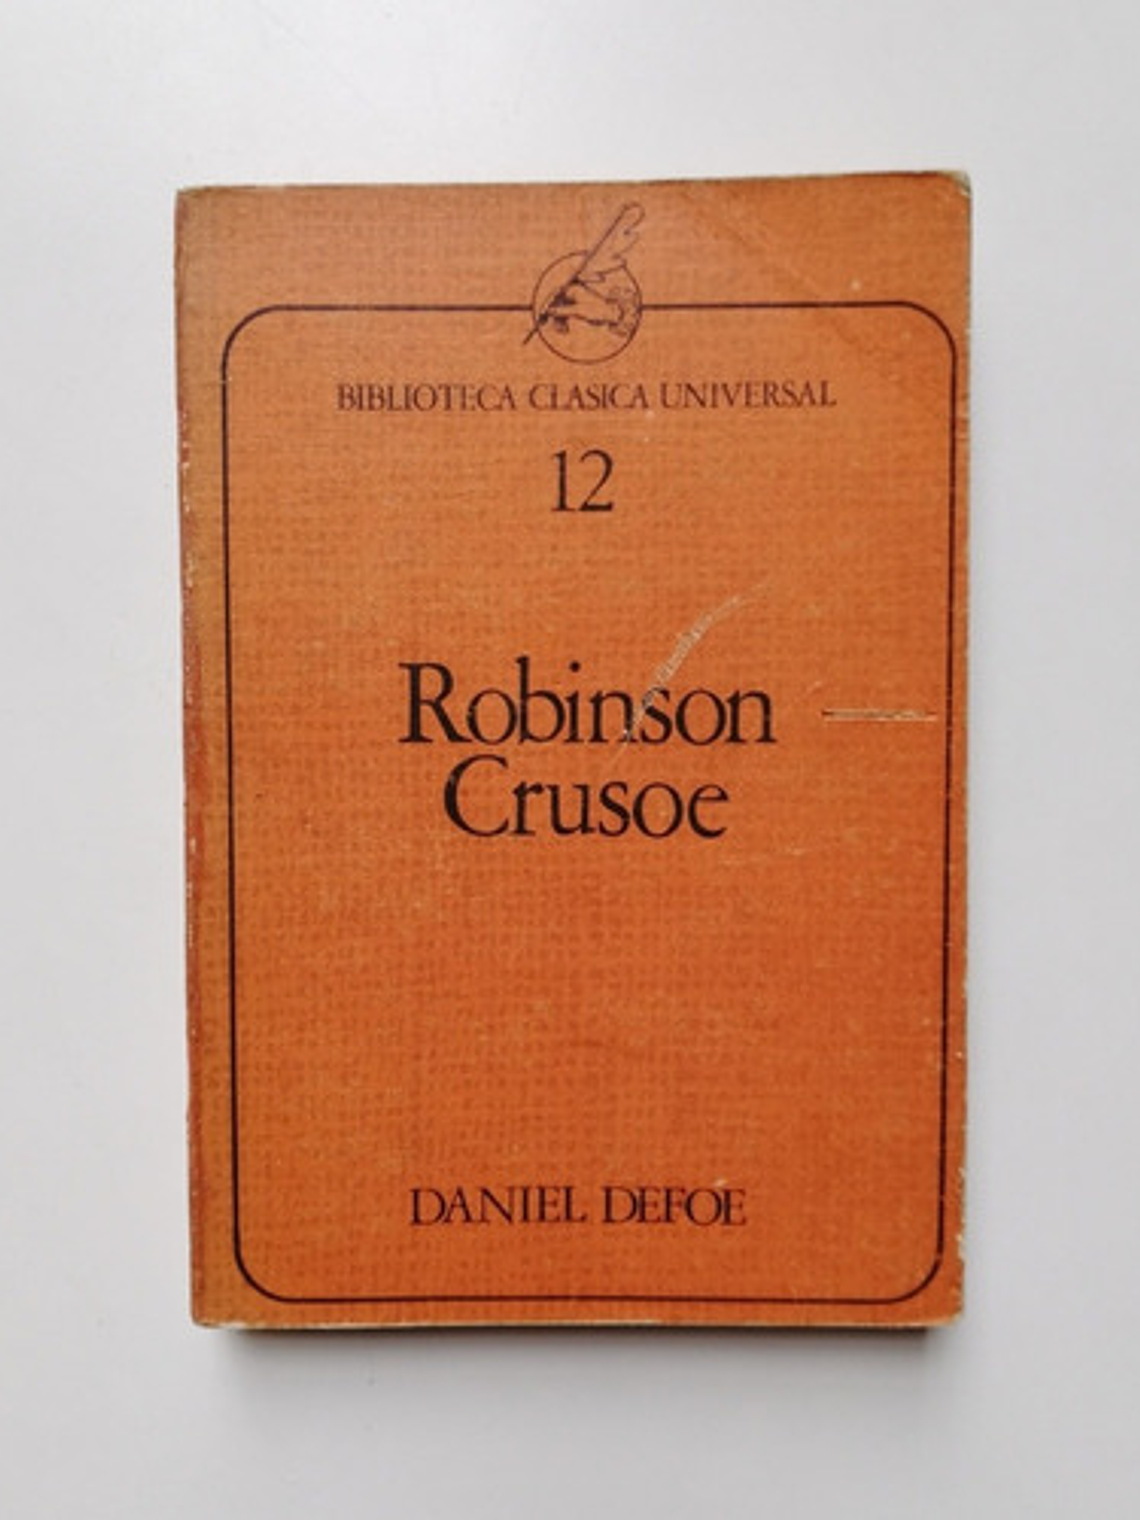 BIBLIOTECA CLASICA UNIVERSAL
12
Robinson
Crusoe
DANIEL DEFOE